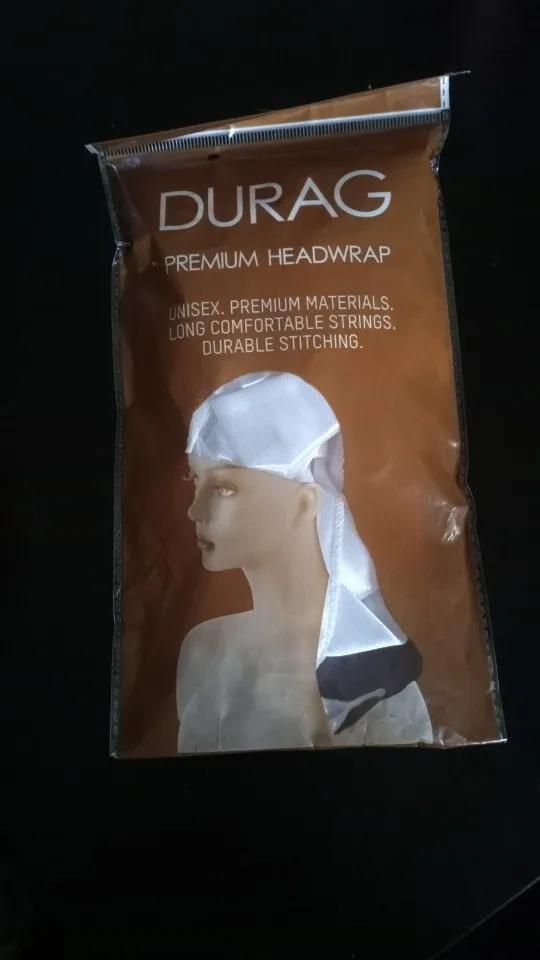 DURAG
PREMIUM HEADWRAP
UNISEX. PREMIUM MATERIALS.
LONG COMFORTABLE STRINGS.
DURABLE STITCHING.